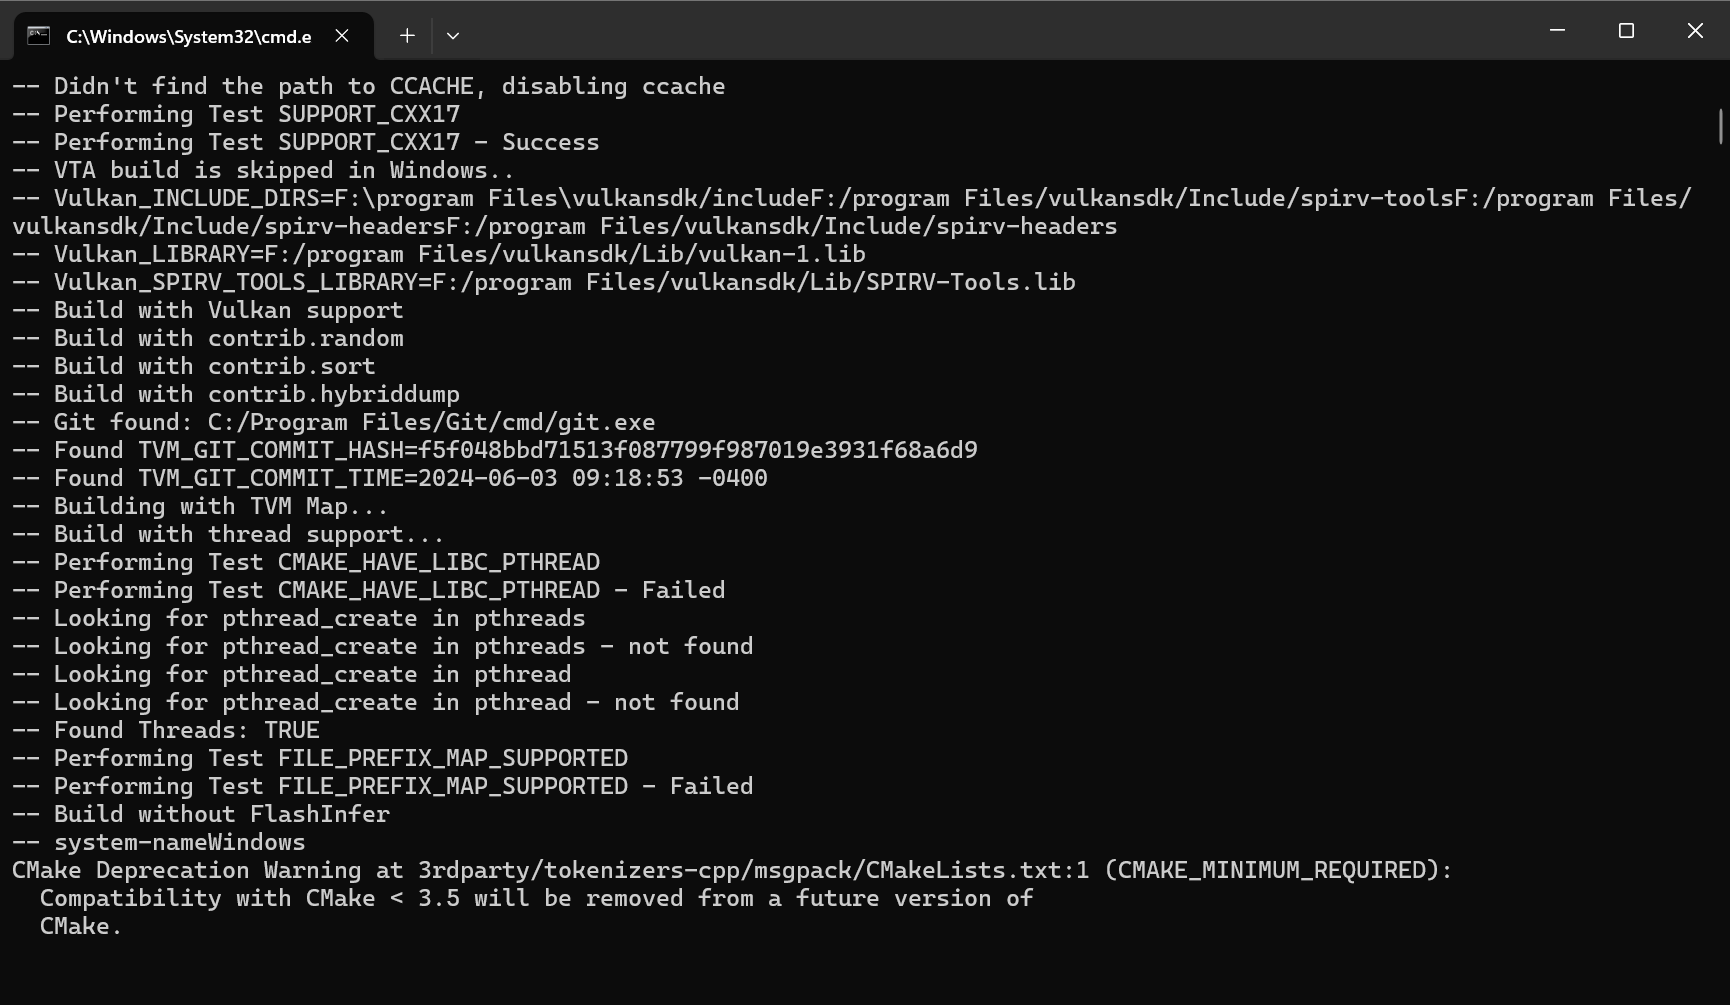 C:\Windows\System32\cmd.e
-- Didn't find the path to CCACHE, disabling ccache
-- Performing Test SUPPORT_CXX17
-- Performing Test SUPPORT_CXX17 - Success
-- VTA build is skipped in Windows..
-- Vulkan_INCLUDE_DIRS=F:\program Files\vulkansdk/includeF:/program Files/vulkansdk/Include/spirv-toolsF:/program Files/
vulkansdk/Include/spirv-headersF:/program Files/vulkansdk/Include/spirv-headers
-- Vulkan_LIBRARY=F:/program Files/vulkansdk/Lib/vulkan-1.lib
-- Vulkan_SPIRV_TOOLS_LIBRARY=F:/program Files/vulkansdk/Lib/SPIRV-Tools.lib
-- Build with Vulkan support
-- Build with contrib.random
-- Build with contrib.sort
-- Build with contrib.hybriddump
-- Git found: C:/Program Files/Git/cmd/git.exe
-- Found TVM_GIT_COMMIT_HASH=f5f048bbd71513f087799f987019e3931f68a6d9
-- Found TVM_GIT_COMMIT_TIME=2024-06-03 09:18:53 -0400
-- Building with TVM Map...
-- Build with thread support...
-- Performing Test CMAKE_HAVE_LIBC_PTHREAD
-- Performing Test CMAKE_HAVE_LIBC_PTHREAD - Failed
-- Looking for pthread_create in pthreads
-- Looking for pthread_create in pthreads - not found
-- Looking for pthread_create in pthread
-- Looking for pthread_create in pthread - not found
-- Found Threads: TRUE
-- Performing Test FILE_PREFIX_MAP_SUPPORTED
-- Performing Test FILE_PREFIX_MAP_SUPPORTED - Failed
-- Build without FlashInfer
-- system-nameWindows
CMake Deprecation Warning at 3rdparty/tokenizers-cpp/msgpack/CMakeLists.txt:1 (CMAKE_MINIMUM_REQUIRED):
  Compatibility with CMake < 3.5 will be removed from a future version of
  CMake.